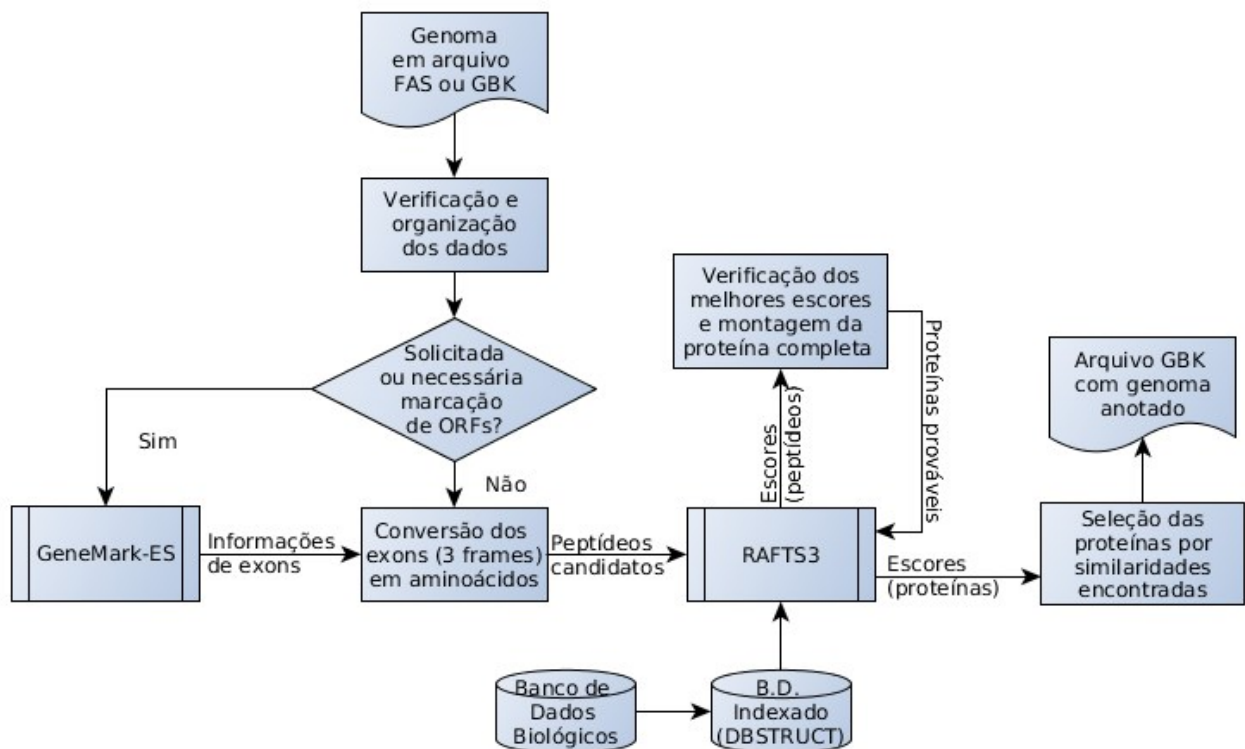 Genoma
em arquivo
FAS ou GBK
Verificação e
organização
dos dados
Solicitada
ou necessária
marcação
de ORFs?
Sim
Não
GeneMark-ES
Informações
de exons
Conversão dos
exons (3 frames)
em aminoácidos
Peptídeos
candidatos
RAFTS3
Escores
(peptídeos)
Verificação dos
melhores escores
e montagem da
proteína completa
Proteínas prováveis
Banco de
Dados
Biológicos
B.D.
Indexado
(DBSTRUCT)
Escores
(proteínas)
Seleção das
proteínas por
similaridades
encontradas
Arquivo GBK
com genoma
anotado